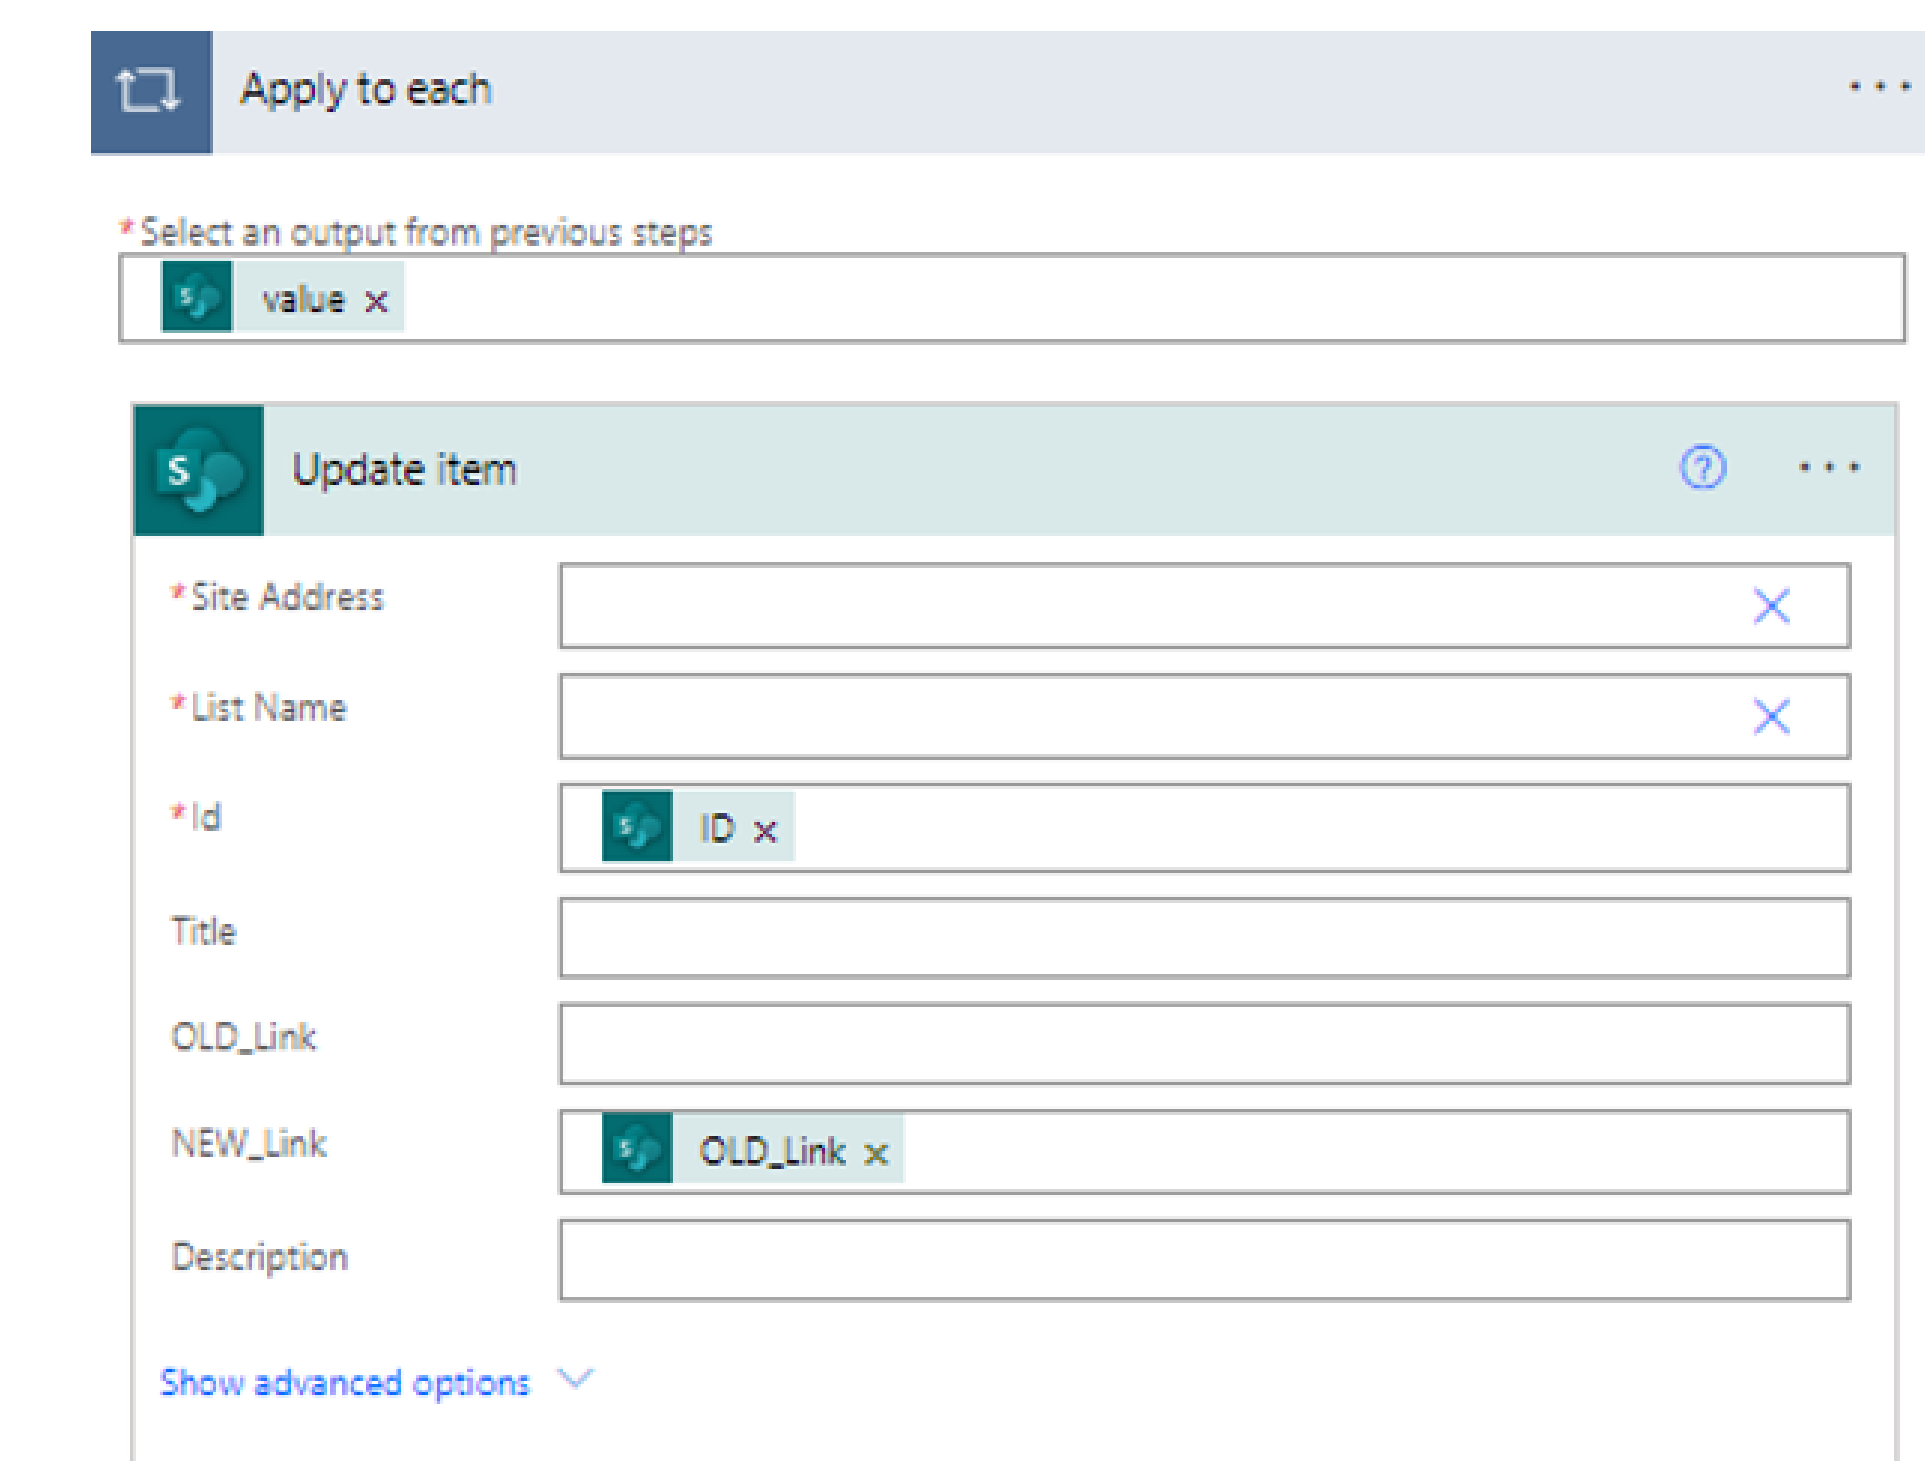 Apply to each
* Select an output from previous steps
S value ×
S Update item
* Site Address
* List Name
* Id S ID ×
Title
OLD_Link
NEW_Link S OLD_Link ×
Description
Show advanced options